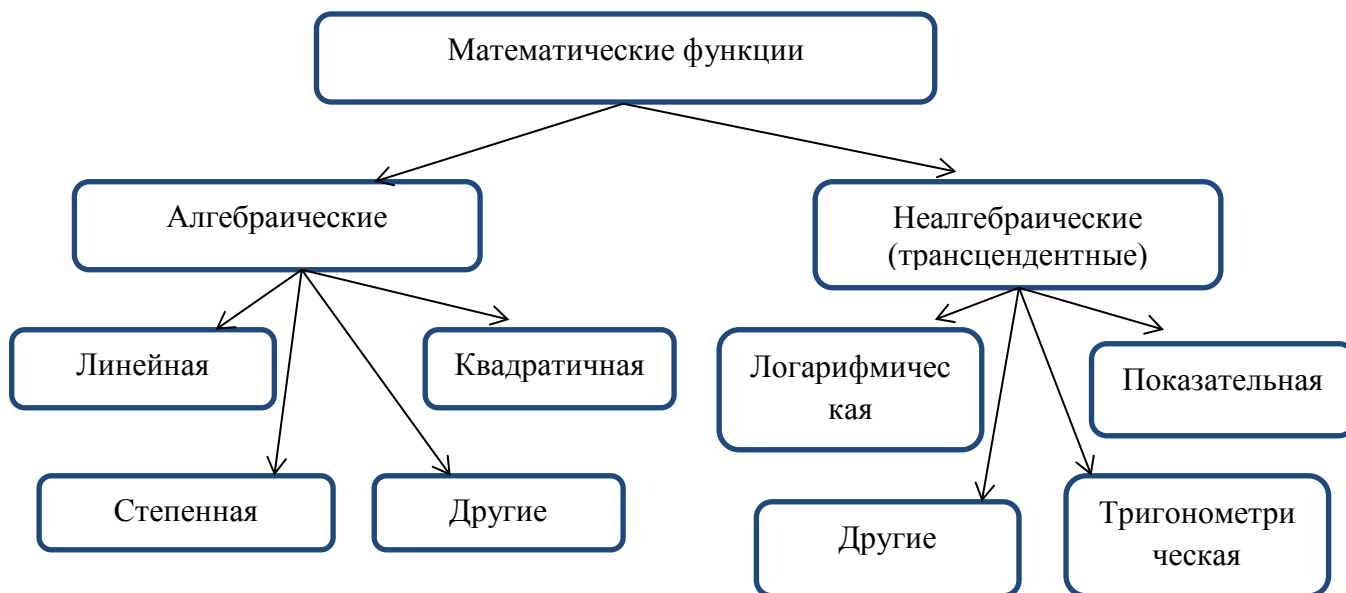 Математические функции
Алгебраические
Неалгебраические
(трансцендентные)
Линейная
Квадратичная
Логарифмичес
кая
Показательная
Степенная
Другие
Другие
Тригонометри
ческая